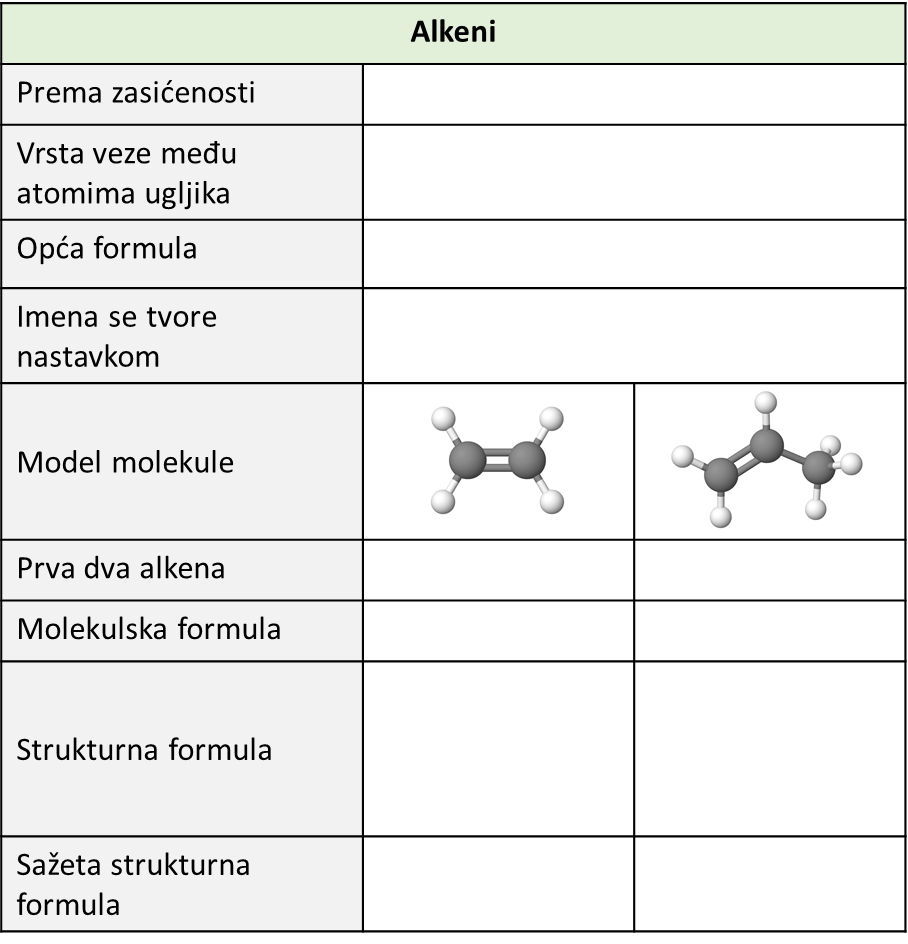 Alkeni
Prema zasićenosti
Vrsta veze među
atomima ugljika
Opća formula
Imena se tvore
nastavkom
Model molekule
Prva dva alkena
Molekulska formula
Strukturna formula
Sažeta strukturna
formula